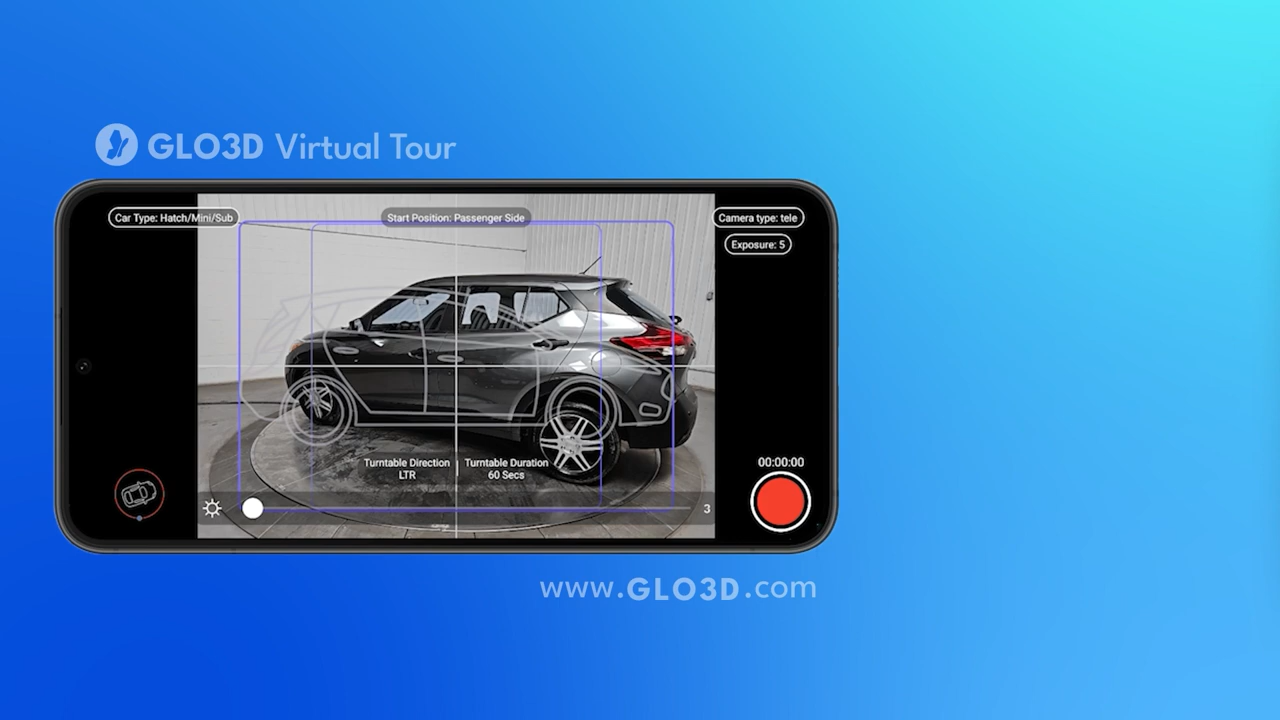 GLO3D Virtual Tour
Car Type: Hatch/Mini/Sub
Start Position: Passenger Side
Camera type: tele
Exposure: 5
Turntable Direction
LTR
Turntable Duration
60 Secs
3
00:00:00
www.GLO3D.com